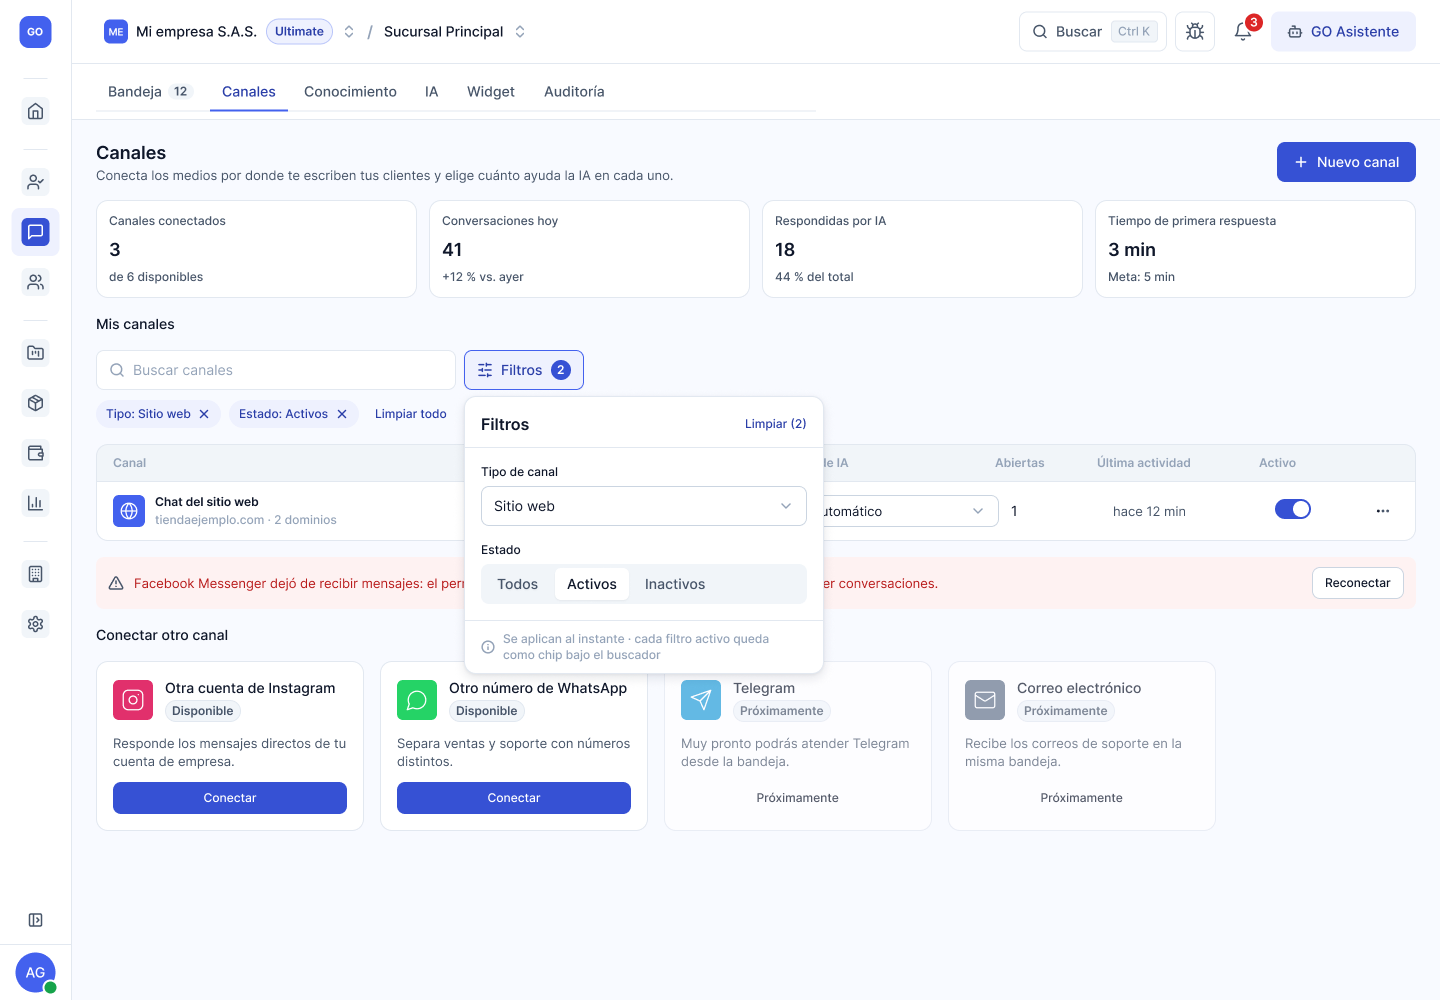 GO
ME Mi empresa S.A.S. Ultimate / Sucursal Principal
Buscar Ctrl K
3
GO Asistente
Bandeja 12 Canales Conocimiento IA Widget Auditoría
Canales
Conecta los medios por donde te escriben tus clientes y elige cuánto ayuda la IA en cada uno.
Nuevo canal
Canales conectados
3
de 6 disponibles
Conversaciones hoy
41
+12 % vs. ayer
Respondidas por IA
18
44 % del total
Tiempo de primera respuesta
3 min
Meta: 5 min
Mis canales
Buscar canales
Filtros 2
Tipo: Sitio web
Estado: Activos
Limpiar todo
Filtros
Limpiar (2)
Tipo de canal
Sitio web
Estado
Todos Activos Inactivos
Se aplican al instante · cada filtro activo queda
como chip bajo el buscador
Canal IA Abiertas Última actividad Activo
Chat del sitio web
tiendaejemplo.com · 2 dominios
utomático 1 hace 12 min
Facebook Messenger dejó de recibir mensajes: el per er conversaciones.
Reconectar
Conectar otro canal
Otra cuenta de Instagram
Disponible
Responde los mensajes directos de tu
cuenta de empresa.
Conectar
Otro número de WhatsApp
Disponible
Separa ventas y soporte con números
distintos.
Conectar
Telegram
Próximamente
Muy pronto podrás atender Telegram
desde la bandeja.
Próximamente
Correo electrónico
Próximamente
Recibe los correos de soporte en la
misma bandeja.
Próximamente
AG